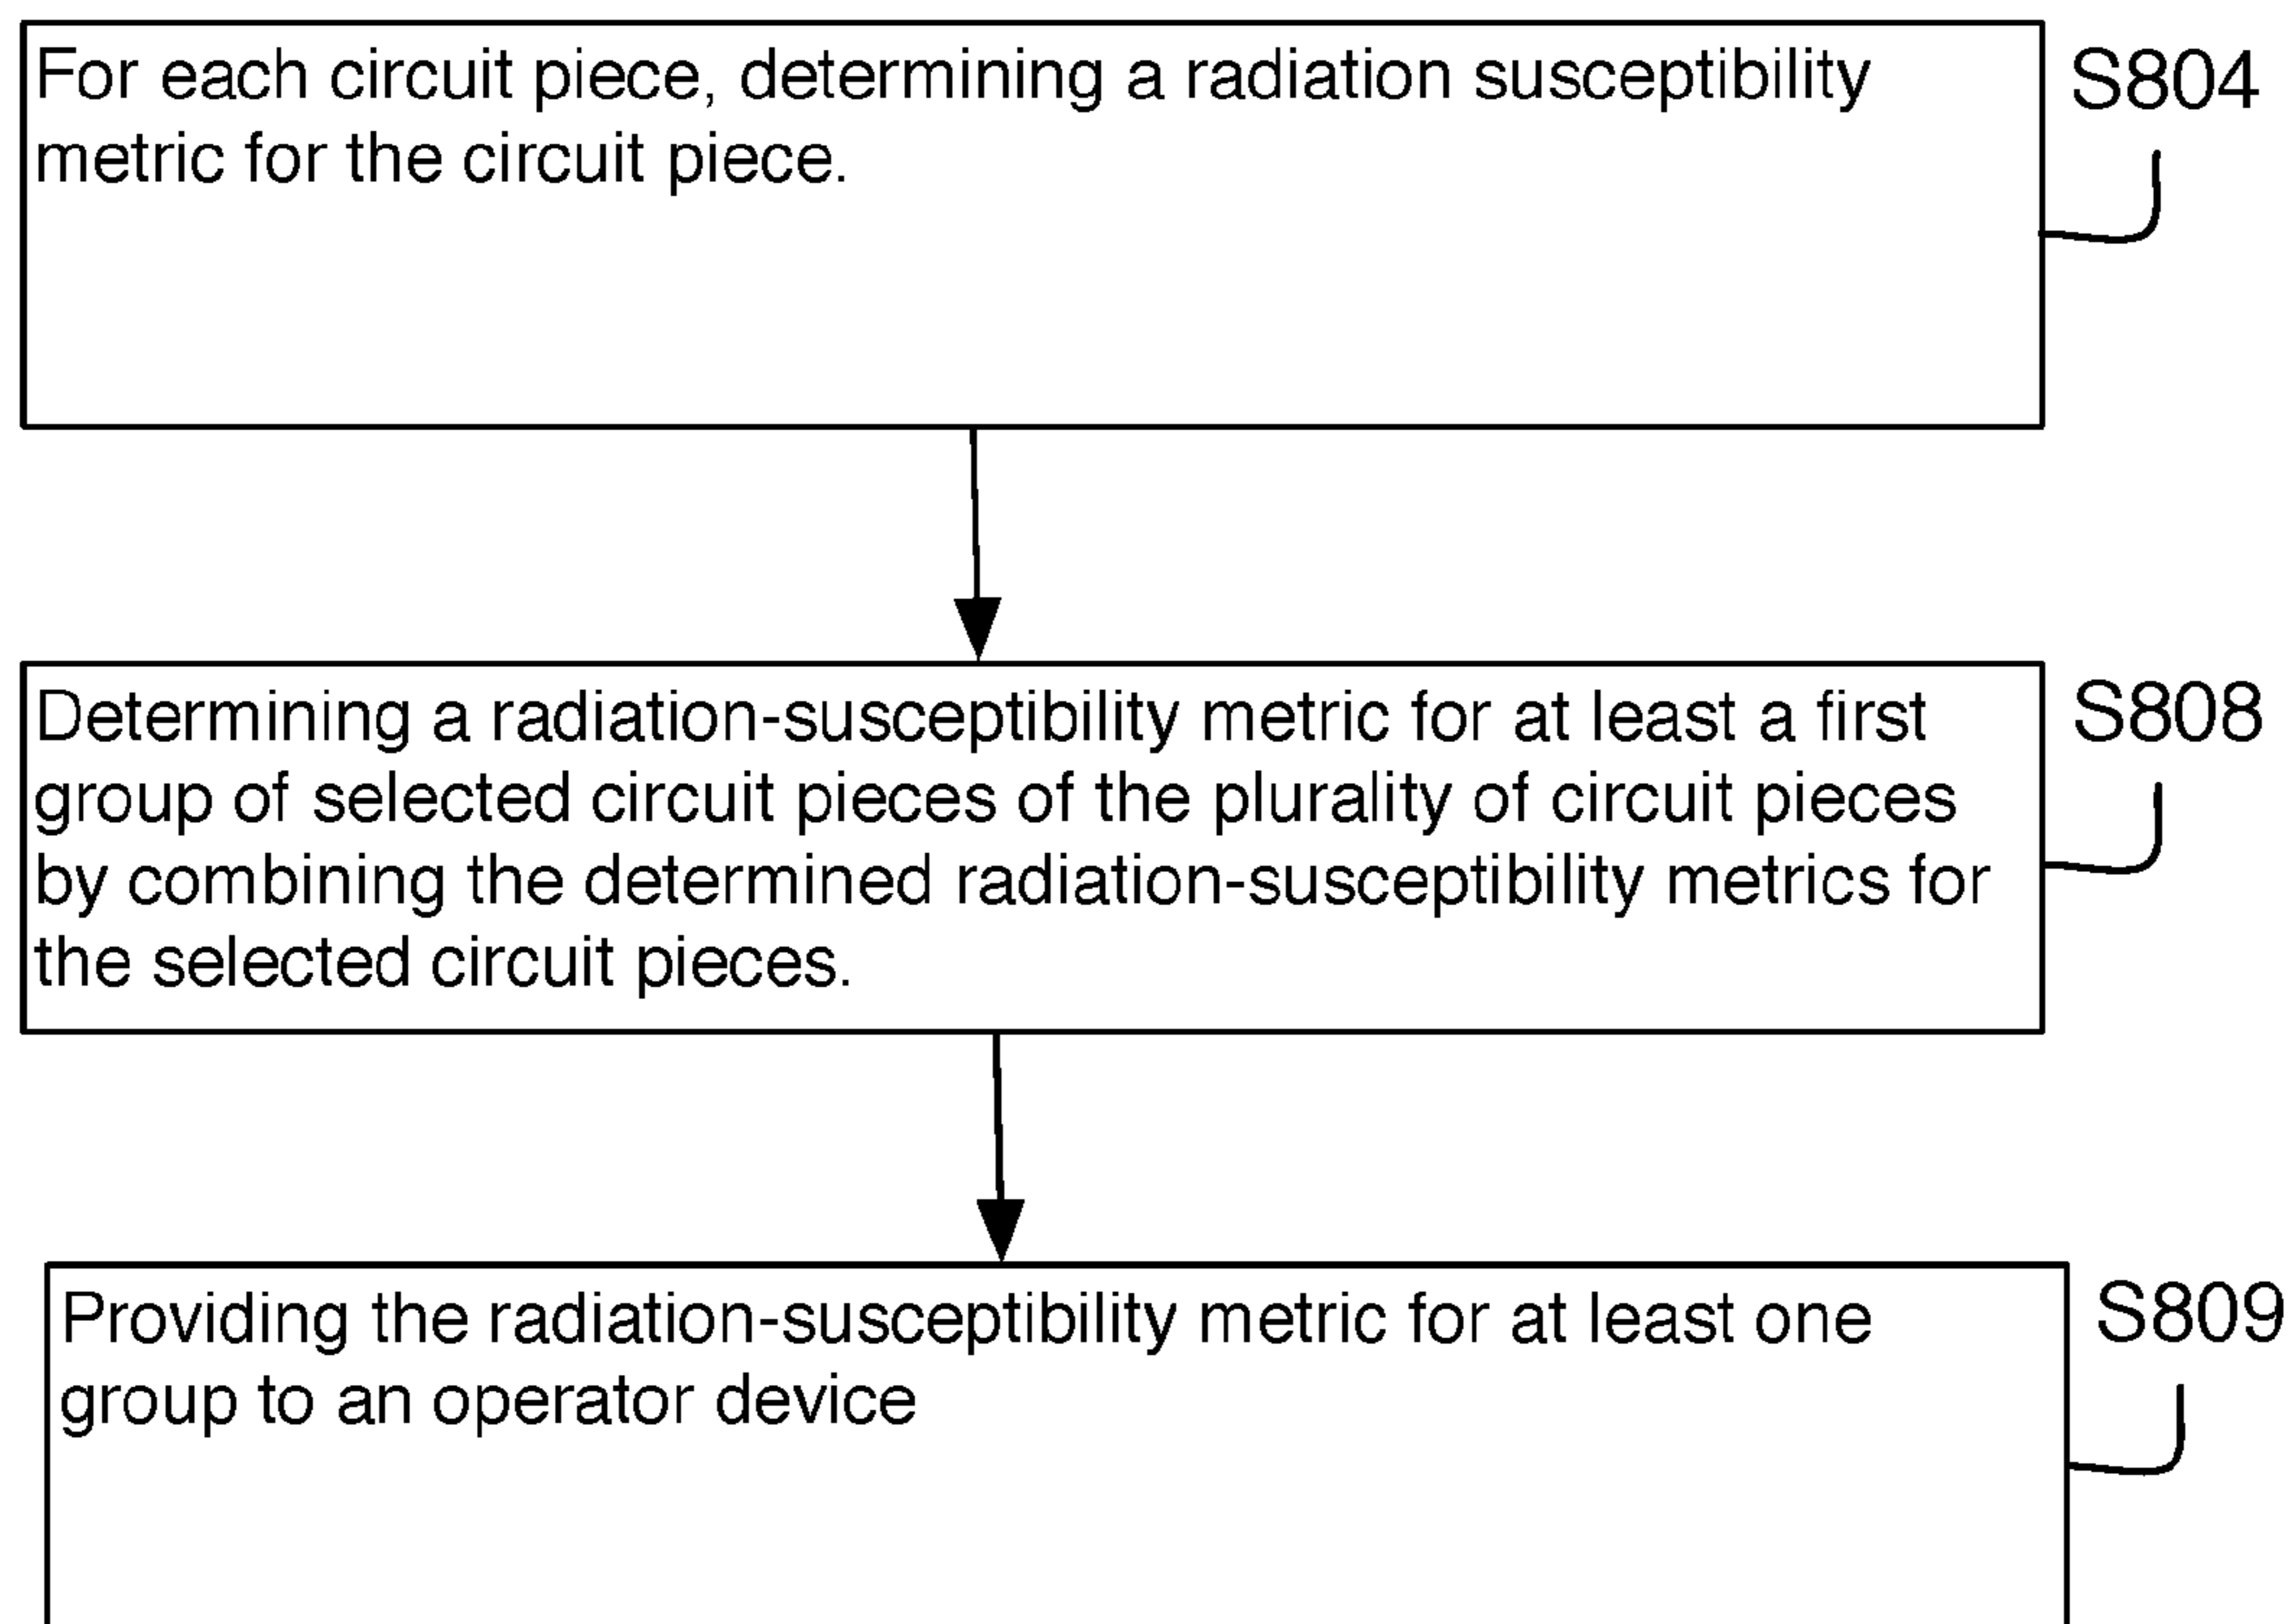 For each circuit piece, determining a radiation susceptibility
metric for the circuit piece.
S804
Determining a radiation-susceptibility metric for at least a first
group of selected circuit pieces of the plurality of circuit pieces
by combining the determined radiation-susceptibility metrics for
the selected circuit pieces.
S808
Providing the radiation-susceptibility metric for at least one
group to an operator device
S809